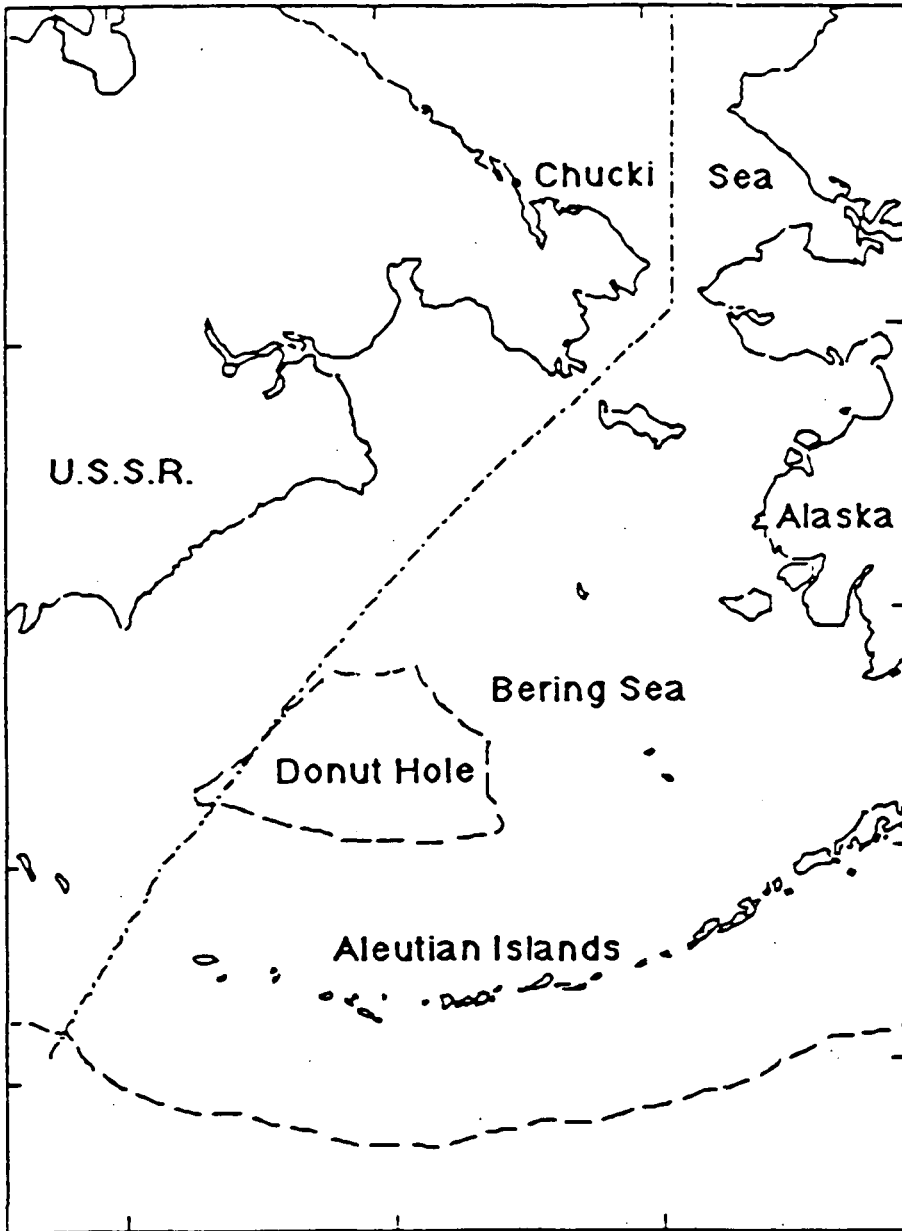 Chucki Sea
U.S.S.R.
Alaska
Bering Sea
Donut Hole
Aleutian Islands